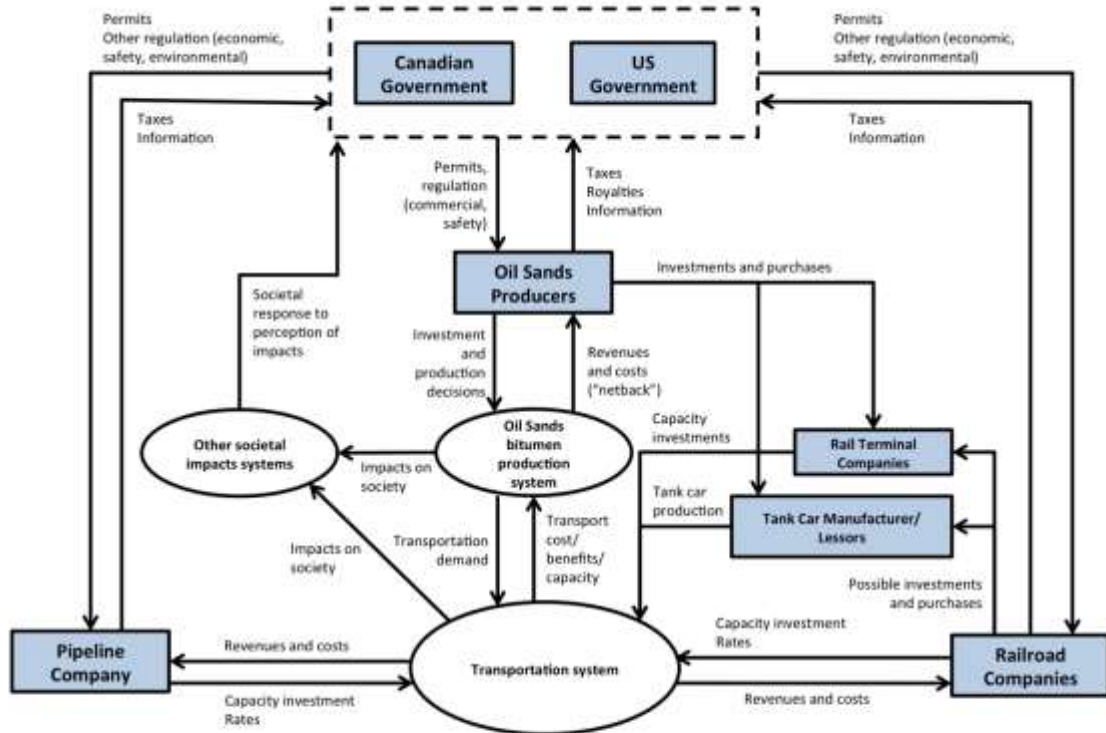 Permits
Other regulation (economic,
safety, environmental)
Canadian
Government
US
Government
Permits
Other regulation (economic,
safety, environmental)
Taxes
Information
Taxes
Information
Permits,
regulation
(commercial,
safety)
Taxes
Royalties
Information
Oil Sands
Producers
Investments and purchases
Societal
response to
perception of
impacts
Investment
and
production
decisions
Revenues
and costs
("netback")
Other societal
impacts systems
Impacts on
society
Oil Sands
bitumen
production
system
Capacity
investments
Rail Terminal
Companies
Tank car
production
Tank Car Manufacturer/
Lessors
Impacts on
society
Transportation
demand
Transport
cost/
benefits/
capacity
Possible investments
and purchases
Pipeline
Company
Revenues and costs
Capacity investment
Rates
Transportation system
Capacity investment
Rates
Revenues and costs
Railroad
Companies